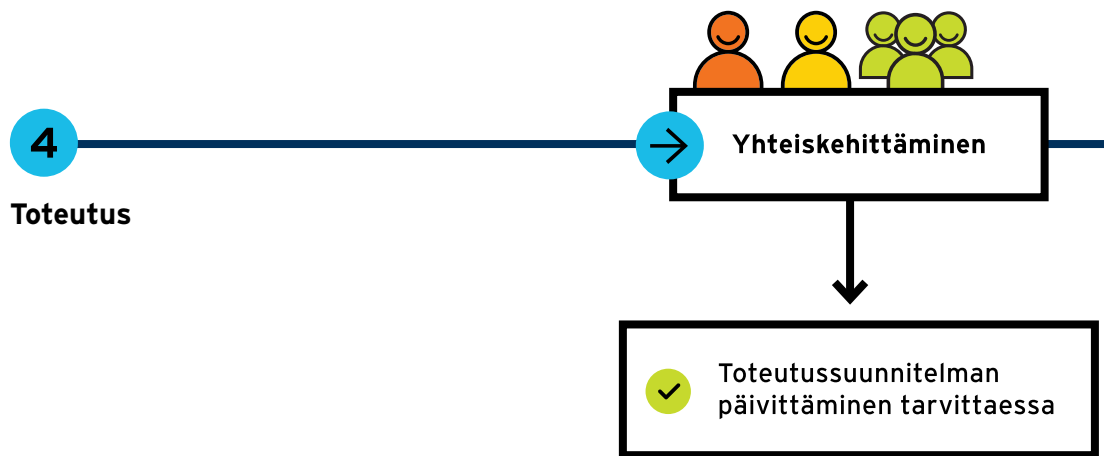 4
Toteutus
Yhteiskehittäminen
Toteutussuunnitelman
päivittäminen tarvittaessa